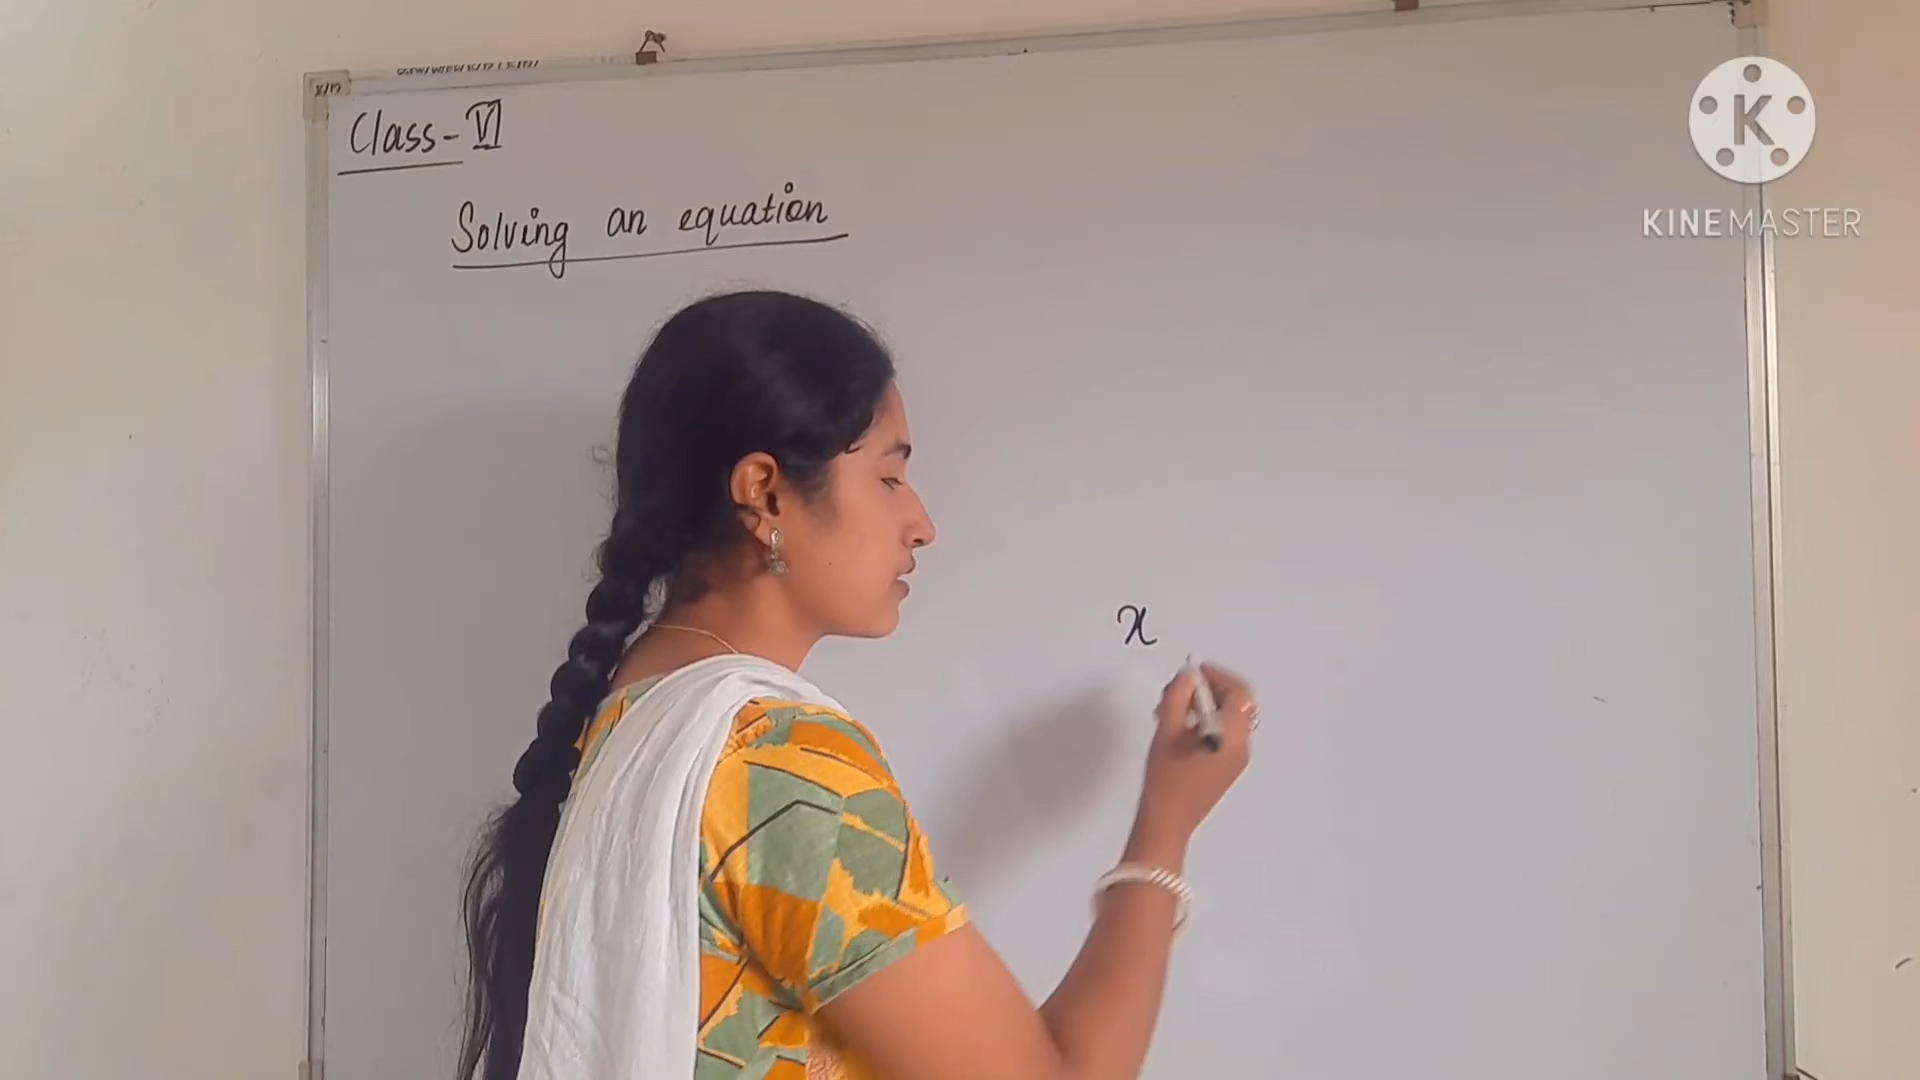 Class - VI
Solving an equation
x
K
KINEMASTER